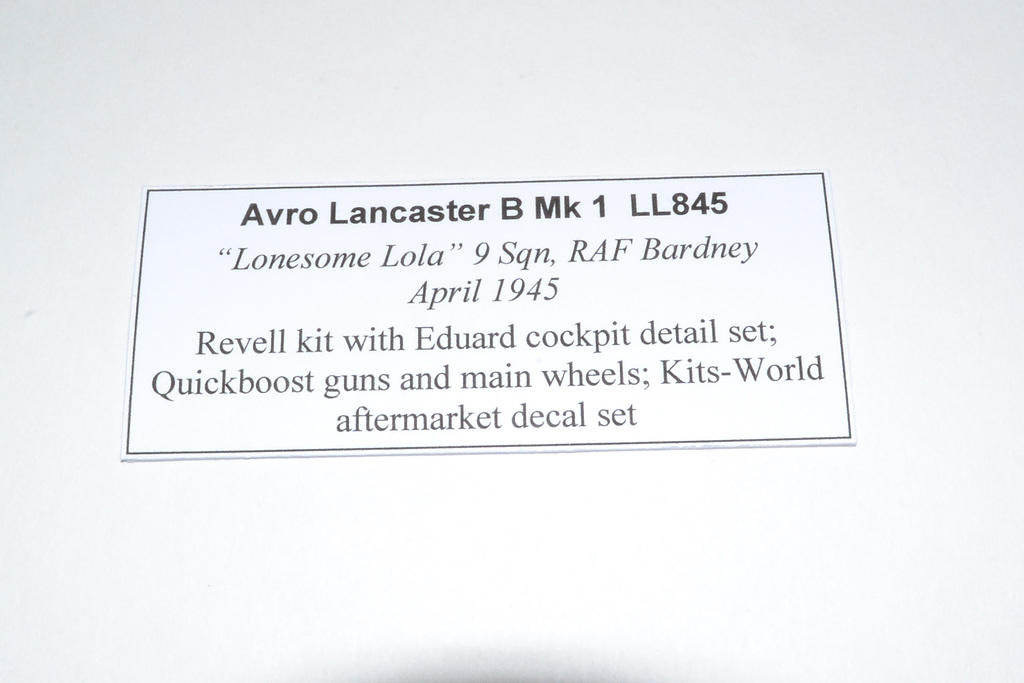 Avro Lancaster B Mk 1 LL845
“Lonesome Lola” 9 Sqn, RAF Bardney
April 1945
Revell kit with Eduard cockpit detail set;
Quickboost guns and main wheels; Kits-World
aftermarket decal set